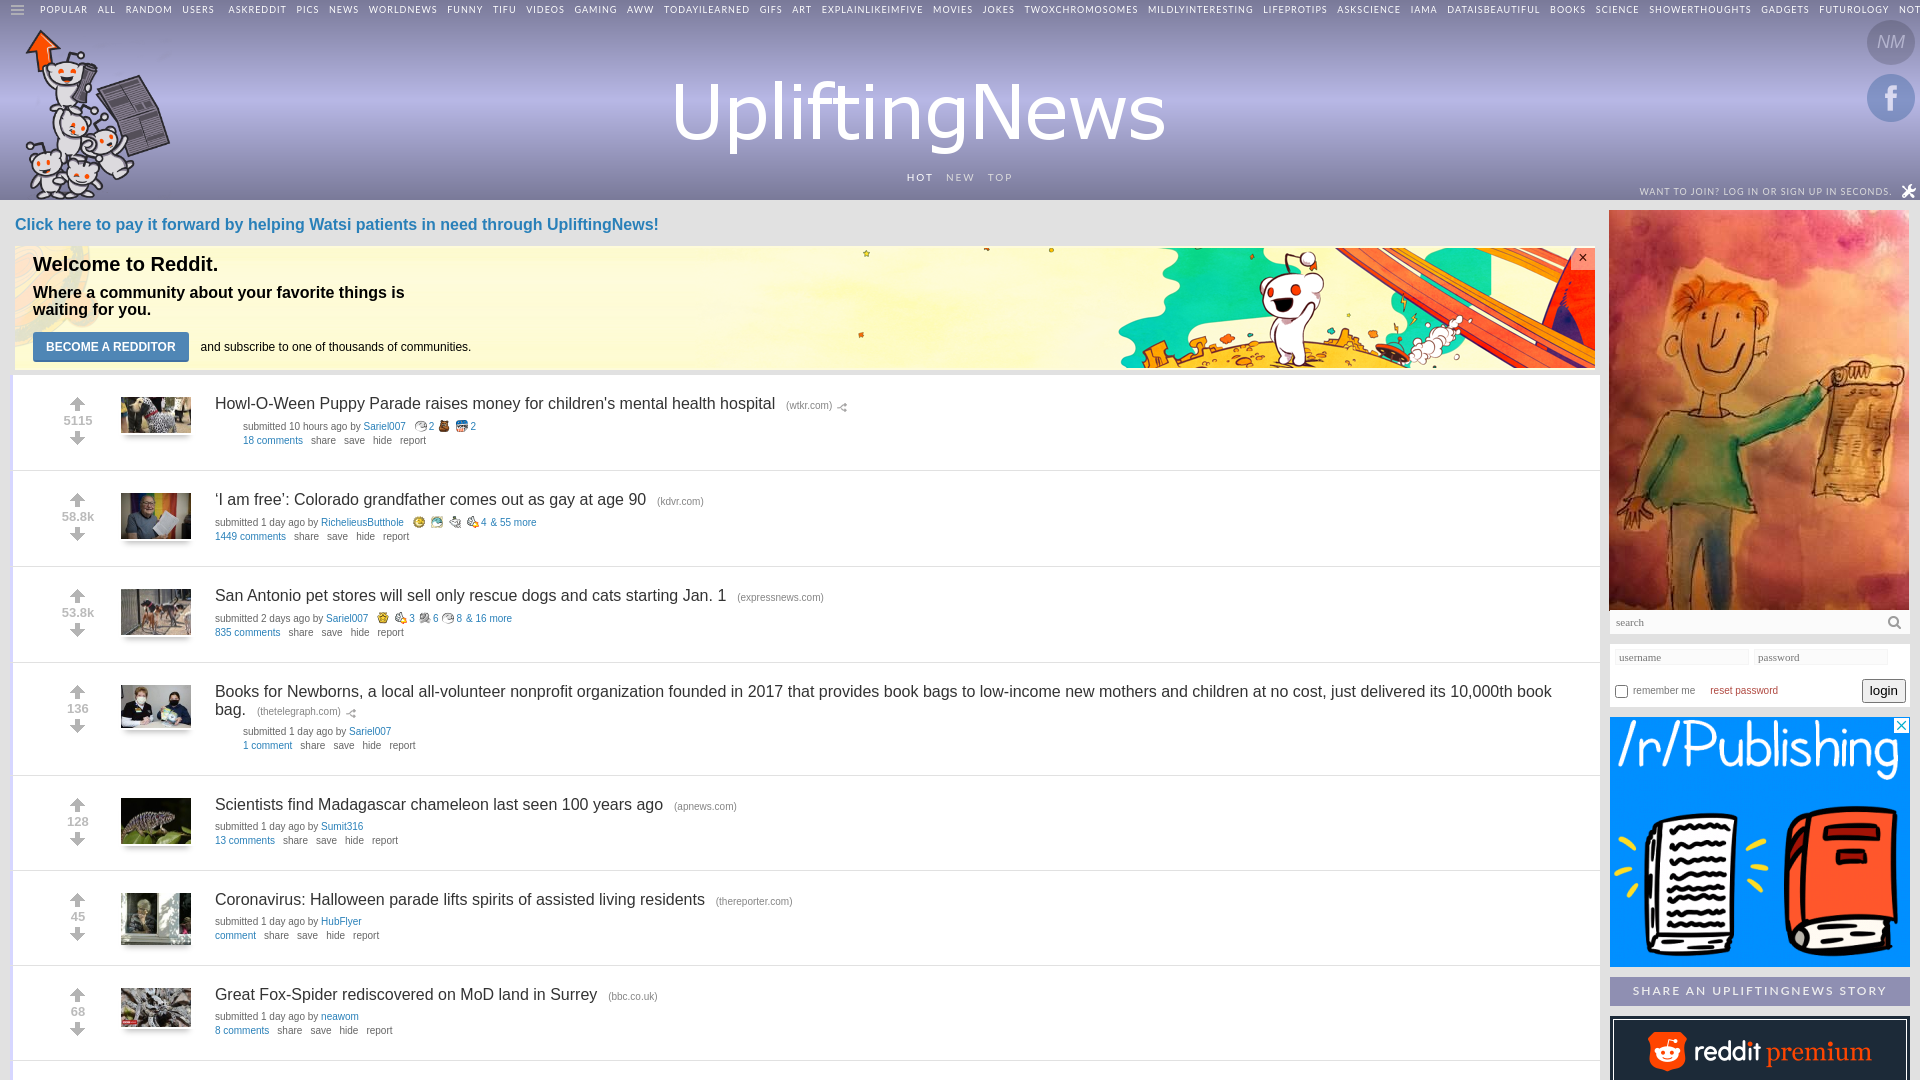 POPULAR ALL RANDOM USERS ASKREDDIT PICS NEWS WORLDNEWS FUNNY TIFU VIDEOS GAMING AWW TODAYILEARNED GIFS ART EXPLAINLIKEIMFIVE MOVIES JOKES TWOXCHROMOSOMES MILDLYINTERESTING LIFEPROTIPS ASKSCIENCE IAMA DATAISBEAUTIFUL BOOKS SCIENCE SHOWERTHOUGHTS GADGETS FUTUROLOGY NOT
NM
f
UpliftingNews
HOT NEW TOP
WANT TO JOIN? LOG IN OR SIGN UP IN SECONDS.
Click here to pay it forward by helping Watsi patients in need through UpliftingNews!
Welcome to Reddit.
Where a community about your favorite things is
waiting for you.
BECOME A REDDITOR and subscribe to one of thousands of communities.
×
5115
Howl-O-Ween Puppy Parade raises money for children's mental health hospital (wtkr.com)
submitted 10 hours ago by Sariel007 2 2
18 comments share save hide report
58.8k
‘I am free’: Colorado grandfather comes out as gay at age 90 (kdvr.com)
submitted 1 day ago by RichelieusButthole 4 & 55 more
1449 comments share save hide report
53.8k
San Antonio pet stores will sell only rescue dogs and cats starting Jan. 1 (expressnews.com)
submitted 2 days ago by Sariel007 3 6 8 & 16 more
835 comments share save hide report
136
Books for Newborns, a local all-volunteer nonprofit organization founded in 2017 that provides book bags to low-income new mothers and children at no cost, just delivered its 10,000th book
bag. (thetelegraph.com)
submitted 1 day ago by Sariel007
1 comment share save hide report
128
Scientists find Madagascar chameleon last seen 100 years ago (apnews.com)
submitted 1 day ago by Sumit316
13 comments share save hide report
45
Coronavirus: Halloween parade lifts spirits of assisted living residents (thereporter.com)
submitted 1 day ago by HubFlyer
comment share save hide report
68
Great Fox-Spider rediscovered on MoD land in Surrey (bbc.co.uk)
submitted 1 day ago by neawom
8 comments share save hide report
search
username password
remember me reset password login
/r/Publishing
SHARE AN UPLIFTINGNEWS STORY
reddit premium